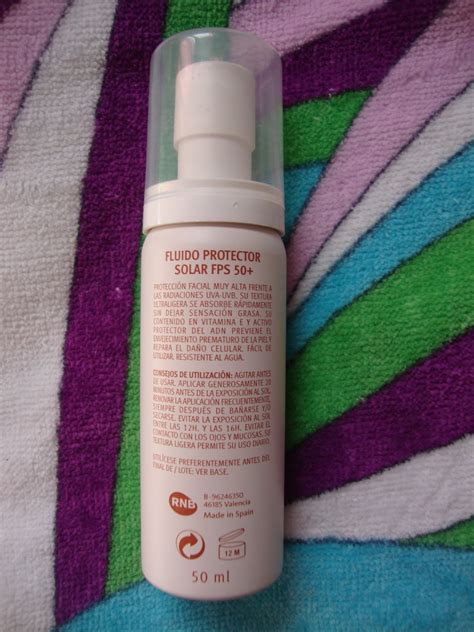 FLUIDO PROTECTOR
SOLAR FPS 50+
PROTECCIÓN FACIAL MUY ALTA FRENTE A
LAS RADIACIONES UVA-UVB. SU TEXTURA
ULTRALIGERA SE ABSORBE RÁPIDAMENTE
SIN DEJAR SENSACIÓN GRASA. SU
CONTENIDO EN VITAMINA E Y ACTIVO
PROTECTOR DEL ADN PREVIENE EL
ENVEJECIMIENTO PREMATURO DE LA PIEL Y
REPARA EL DAÑO CELULAR. FÁCIL DE
UTILIZAR, RESISTENTE AL AGUA.
CONSEJOS DE UTILIZACIÓN: AGITAR ANTES
DE USAR. APLICAR GENEROSAMENTE 20
MINUTOS ANTES DE LA EXPOSICIÓN AL SOL.
RENOVAR LA APLICACIÓN FRECUENTEMENTE,
SIEMPRE DESPUÉS DE BAÑARSE Y/O
SECARSE. EVITAR LA EXPOSICIÓN AL SOL
ENTRE LAS 12H. Y LAS 16H. EVITAR EL
CONTACTO CON LOS OJOS Y MUCOSAS. SU
TEXTURA LIGERA PERMITE SU USO DIARIO.
UTILÍCESE PREFERENTEMENTE ANTES DEL
FINAL DE / LOTE: VER BASE.
RNB
B-96246350
46185 Valencia
Made in Spain
12 M
50 ml